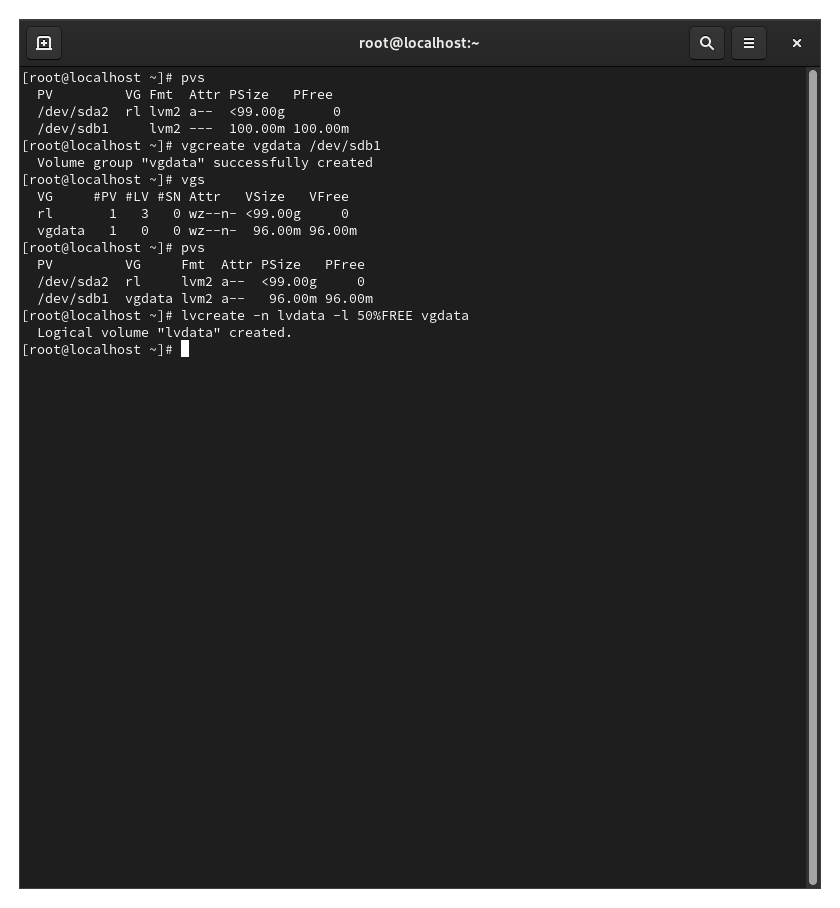 root@localhost:~
[root@localhost ~]# pvs
  PV         VG Fmt  Attr PSize   PFree
  /dev/sda2  rl lvm2 a--  <99.00g      0
  /dev/sdb1     lvm2 ---  100.00m 100.00m
[root@localhost ~]# vgcreate vgdata /dev/sdb1
  Volume group "vgdata" successfully created
[root@localhost ~]# vgs
  VG     #PV #LV #SN Attr   VSize   VFree
  rl       1   3   0 wz--n- <99.00g     0
  vgdata   1   0   0 wz--n-  96.00m 96.00m
[root@localhost ~]# pvs
  PV         VG     Fmt  Attr PSize   PFree
  /dev/sda2  rl     lvm2 a--  <99.00g     0
  /dev/sdb1  vgdata lvm2 a--   96.00m 96.00m
[root@localhost ~]# lvcreate -n lvdata -l 50%FREE vgdata
  Logical volume "lvdata" created.
[root@localhost ~]#